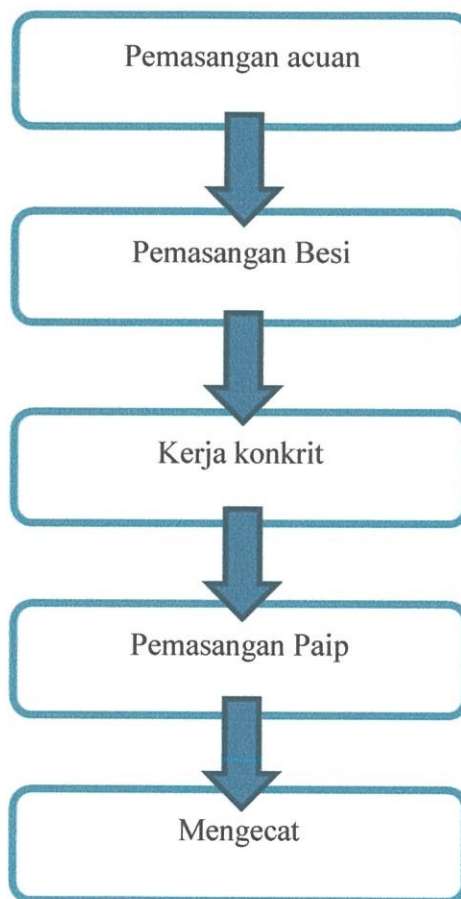 Pemasangan acuan
Pemasangan Besi
Kerja konkrit
Pemasangan Paip
Mengecat